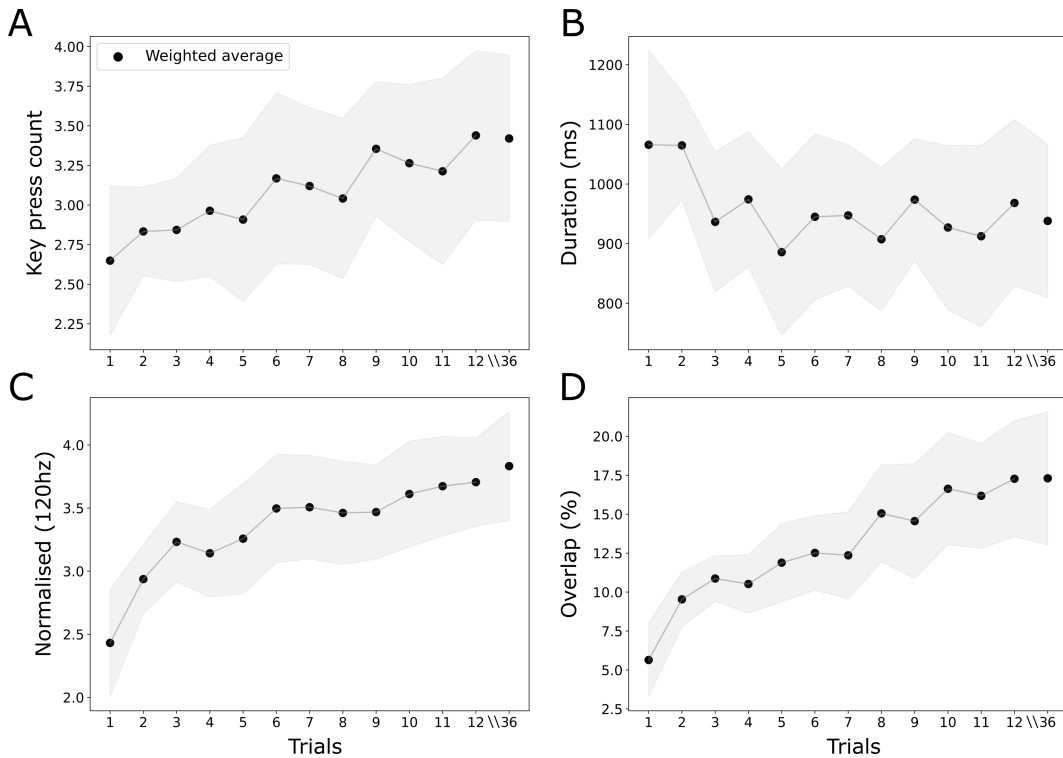 A
Key press count
4.00
3.75
3.50
3.25
3.00
2.75
2.50
2.25
Weighted average
1 2 3 4 5 6 7 8 9 10 11 12 \\36
B
Duration (ms)
1200
1100
1000
900
800
1 2 3 4 5 6 7 8 9 10 11 12 \\36
C
Normalised (120hz)
4.0
3.5
3.0
2.5
2.0
1 2 3 4 5 6 7 8 9 10 11 12 \\36
Trials
D
Overlap (%)
20.0
17.5
15.0
12.5
10.0
7.5
5.0
2.5
1 2 3 4 5 6 7 8 9 10 11 12 \\36
Trials